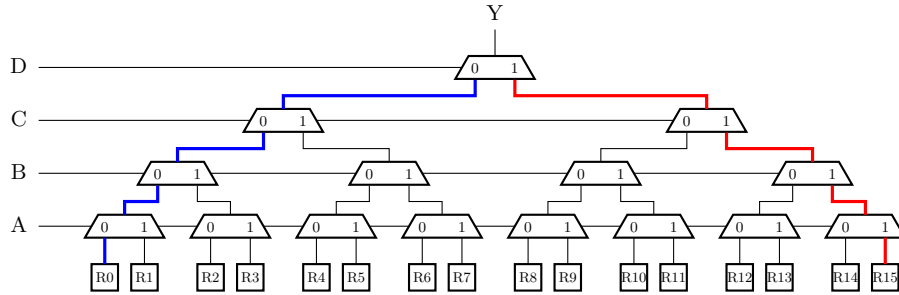 Y
D 0 1
C 0 1 0 1
B 0 1 0 1 0 1 0 1
A 0 1 0 1 0 1 0 1 0 1 0 1 0 1 0 1
R0 R1 R2 R3 R4 R5 R6 R7 R8 R9 R10 R11 R12 R13 R14 R15